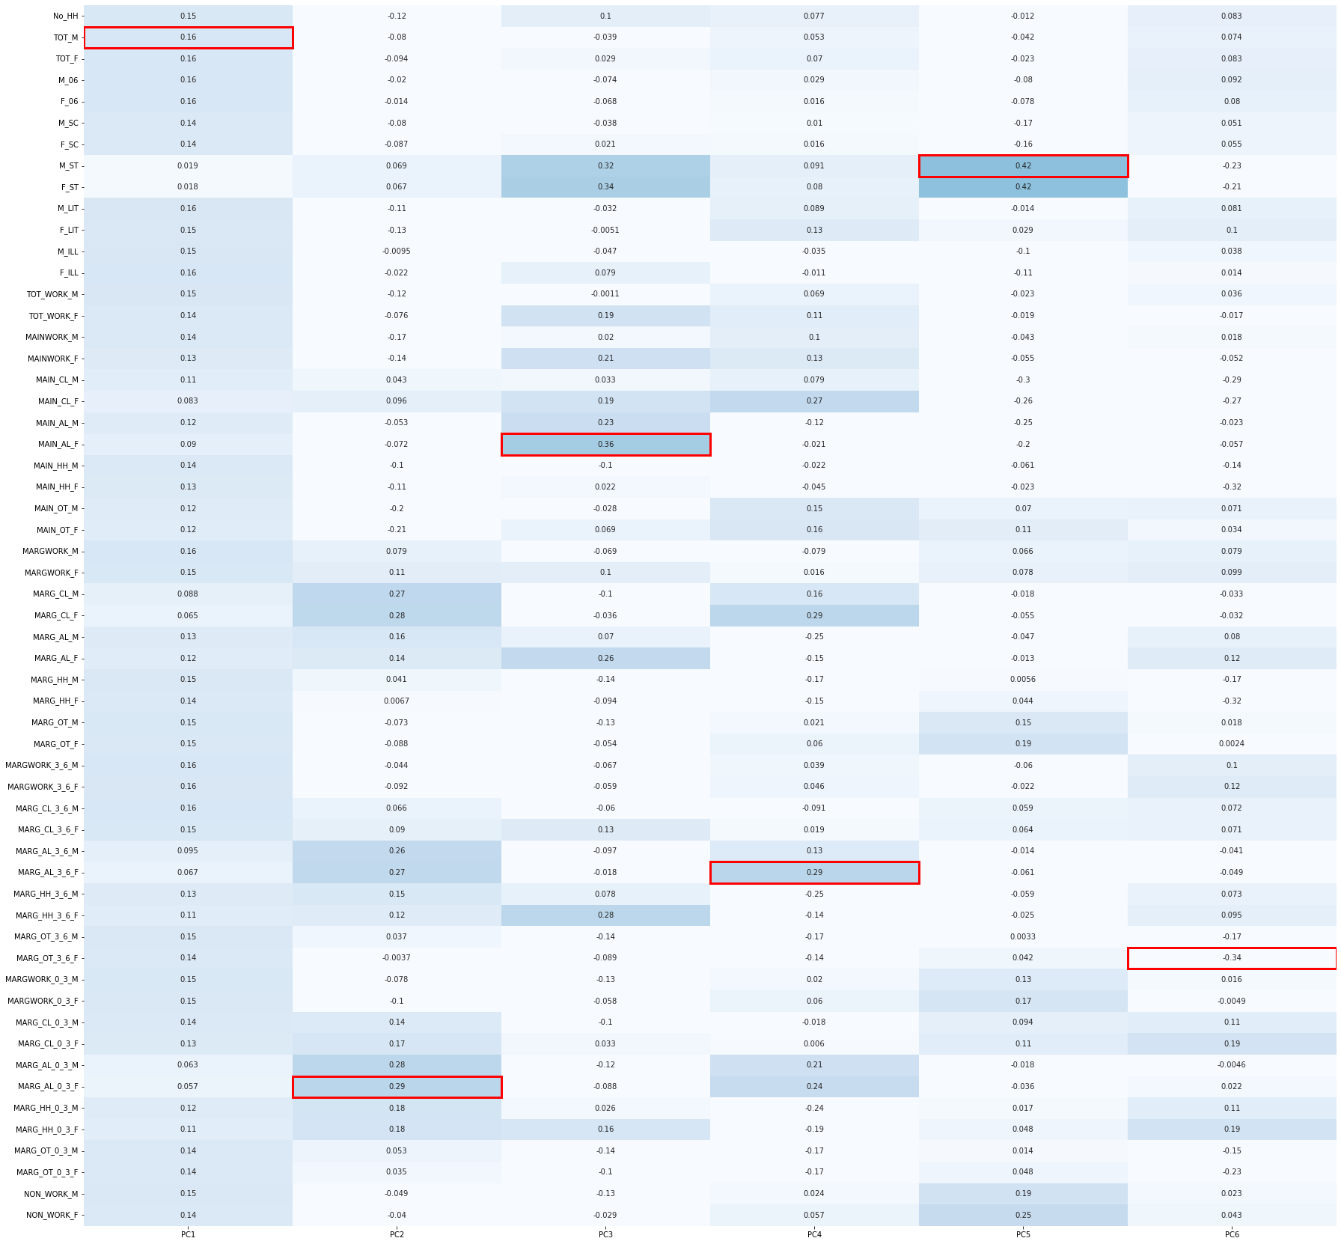 No_HH 0.15 -0.12 0.1 0.077 -0.012 0.083
TOT_M 0.16 -0.08 -0.039 0.053 -0.042 0.074
TOT_F 0.16 -0.094 0.029 0.07 -0.023 0.083
M_06 0.16 -0.02 -0.074 0.029 -0.08 0.092
F_06 0.16 -0.014 -0.068 0.016 -0.078 0.08
M_SC 0.14 -0.08 -0.038 0.01 -0.17 0.051
F_SC 0.14 -0.087 0.021 0.016 -0.16 0.055
M_ST 0.019 0.069 0.32 0.091 0.42 -0.23
F_ST 0.018 0.067 0.34 0.08 0.42 -0.21
M_LIT 0.16 -0.11 -0.032 0.089 -0.014 0.081
F_LIT 0.15 -0.13 -0.0051 0.13 0.029 0.1
M_ILL 0.15 -0.0095 -0.047 -0.035 -0.1 0.038
F_ILL 0.16 -0.022 0.079 -0.011 -0.11 0.014
TOT_WORK_M 0.15 -0.12 -0.0011 0.069 -0.023 0.036
TOT_WORK_F 0.14 -0.076 0.19 0.11 -0.019 -0.017
MAINWORK_M 0.14 -0.17 0.02 0.1 -0.043 0.018
MAINWORK_F 0.13 -0.14 0.21 0.13 -0.055 -0.052
MAIN_CL_M 0.11 0.043 0.033 0.079 -0.3 -0.29
MAIN_CL_F 0.083 0.096 0.19 0.27 -0.26 -0.27
MAIN_AL_M 0.12 -0.053 0.23 -0.12 -0.25 -0.023
MAIN_AL_F 0.09 -0.072 0.36 -0.021 -0.2 -0.057
MAIN_HH_M 0.14 -0.1 -0.1 -0.022 -0.061 -0.14
MAIN_HH_F 0.13 -0.11 0.022 -0.045 -0.023 -0.32
MAIN_OT_M 0.12 -0.2 -0.028 0.15 0.07 0.071
MAIN_OT_F 0.12 -0.21 0.069 0.16 0.11 0.034
MARGWORK_M 0.16 0.079 -0.069 -0.079 0.066 0.079
MARGWORK_F 0.15 0.11 0.1 0.016 0.078 0.099
MARG_CL_M 0.088 0.27 -0.1 0.16 -0.018 -0.033
MARG_CL_F 0.065 0.28 -0.036 0.29 -0.055 -0.032
MARG_AL_M 0.13 0.16 0.07 -0.25 -0.047 0.08
MARG_AL_F 0.12 0.14 0.26 -0.15 -0.013 0.12
MARG_HH_M 0.15 0.041 -0.14 -0.17 0.0056 -0.17
MARG_HH_F 0.14 0.0067 -0.094 -0.15 0.044 -0.32
MARG_OT_M 0.15 -0.073 -0.13 0.021 0.15 0.018
MARG_OT_F 0.15 -0.088 -0.054 0.06 0.19 0.0024
MARGWORK_3_6_M 0.16 -0.044 -0.067 0.039 -0.06 0.1
MARGWORK_3_6_F 0.16 -0.092 -0.059 0.046 -0.022 0.12
MARG_CL_3_6_M 0.16 0.066 -0.06 -0.091 0.059 0.072
MARG_CL_3_6_F 0.15 0.09 0.13 0.019 0.064 0.071
MARG_AL_3_6_M 0.095 0.26 -0.097 0.13 -0.014 -0.041
MARG_AL_3_6_F 0.067 0.27 -0.018 0.29 -0.061 -0.049
MARG_HH_3_6_M 0.13 0.15 0.078 -0.25 -0.059 0.073
MARG_HH_3_6_F 0.11 0.12 0.28 -0.14 -0.025 0.095
MARG_OT_3_6_M 0.15 0.037 -0.14 -0.17 0.0033 -0.17
MARG_OT_3_6_F 0.14 -0.0037 -0.089 -0.14 0.042 -0.34
MARGWORK_0_3_M 0.15 -0.078 -0.13 0.02 0.13 0.016
MARGWORK_0_3_F 0.15 -0.1 -0.058 0.06 0.17 -0.0049
MARG_CL_0_3_M 0.14 0.14 -0.1 -0.018 0.094 0.11
MARG_CL_0_3_F 0.13 0.17 0.033 0.006 0.11 0.19
MARG_AL_0_3_M 0.063 0.28 -0.12 0.21 -0.018 -0.0046
MARG_AL_0_3_F 0.057 0.29 -0.088 0.24 -0.036 0.022
MARG_HH_0_3_M 0.12 0.18 0.026 -0.24 0.017 0.11
MARG_HH_0_3_F 0.11 0.18 0.16 -0.19 0.048 0.19
MARG_OT_0_3_M 0.14 0.053 -0.14 -0.17 0.014 -0.15
MARG_OT_0_3_F 0.14 0.035 -0.1 -0.17 0.048 -0.23
NON_WORK_M 0.15 -0.049 -0.13 0.024 0.19 0.023
NON_WORK_F 0.14 -0.04 -0.029 0.057 0.25 0.043
PC1 PC2 PC3 PC4 PC5 PC6